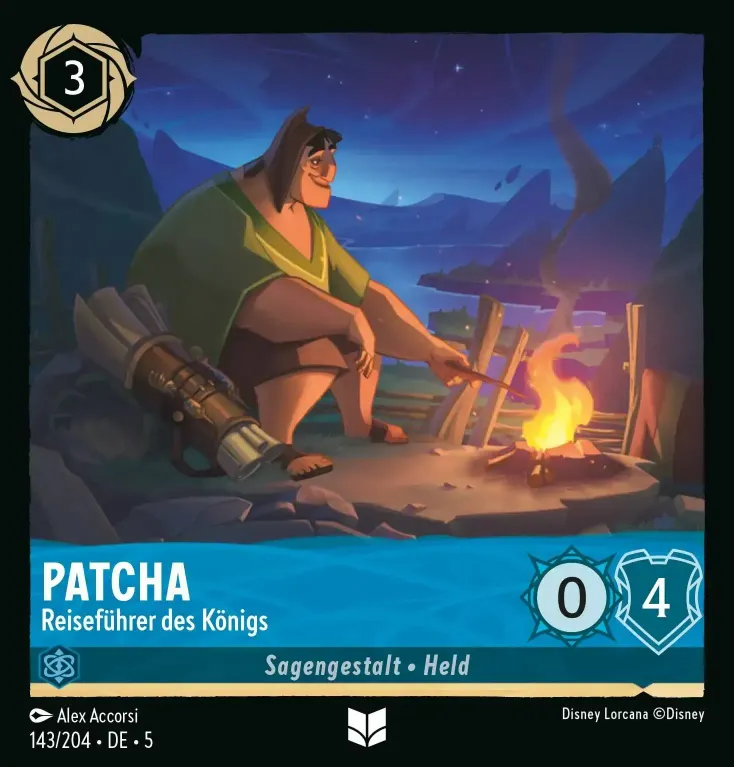 3
PATCHA
Reiseführer des Königs
0
4
Sagengestalt • Held
Alex Accorsi
Disney Lorcana ©Disney
143/204 • DE • 5